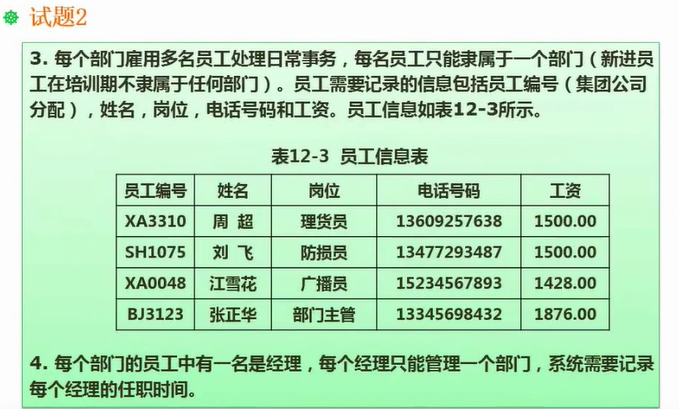 试题2
3. 每个部门雇用多名员工处理日常事务，每名员工只能隶属于一个部门（新进员
工在培训期不隶属于任何部门）。员工需要记录的信息包括员工编号（集团公司
分配），姓名，岗位，电话号码和工资。员工信息如表12-3所示。
表12-3 员工信息表
员工编号 姓名 岗位 电话号码 工资
XA3310 周 超 理货员 13609257638 1500.00
SH1075 刘 飞 防损员 13477293487 1500.00
XA0048 江雪花 广播员 15234567893 1428.00
BJ3123 张正华 部门主管 13345698432 1876.00
4. 每个部门的员工中有一名是经理，每个经理只能管理一个部门，系统需要记录
每个经理的任职时间。